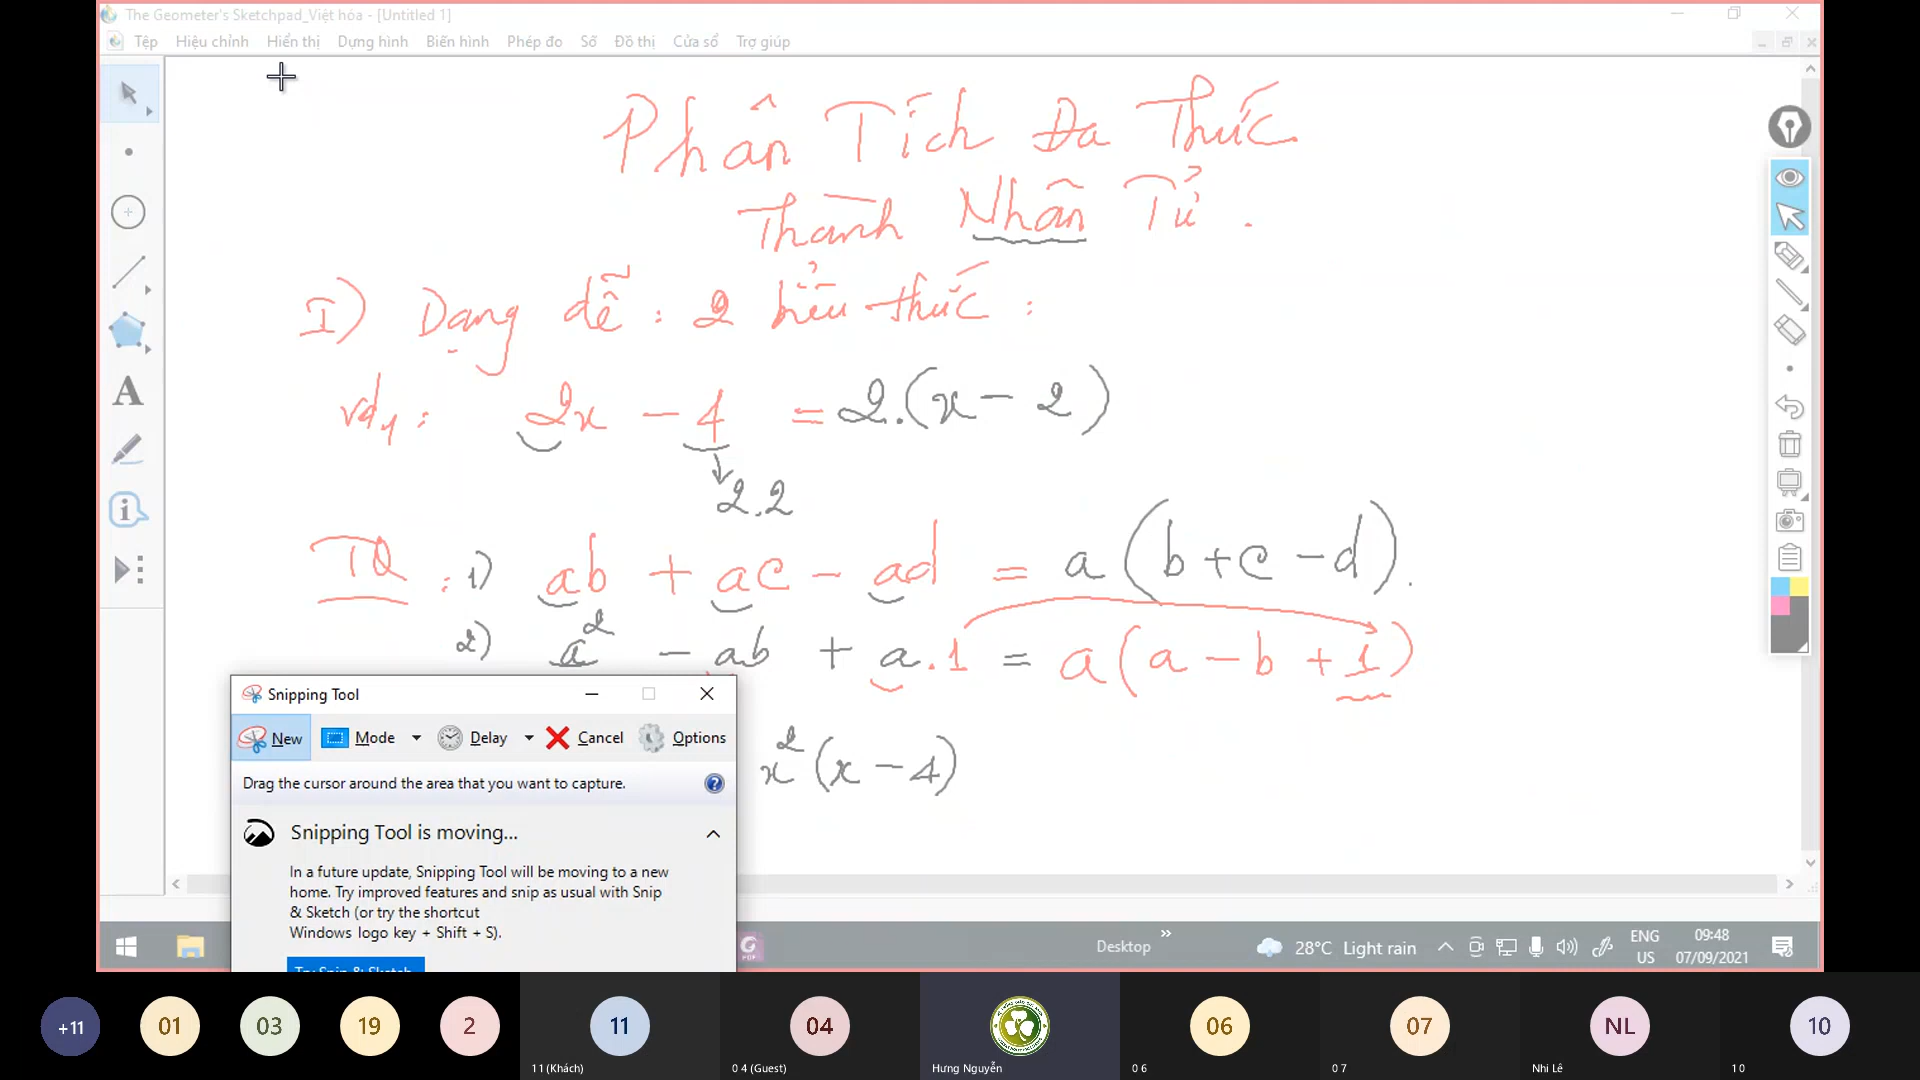 The Geometer's Sketchpad_Việt hóa - [Untitled 1]
Tệp Hiệu chỉnh Hiển thị Dựng hình Biến hình Phép đo Số Đồ thị Cửa sổ Trợ giúp
Phân Tích Đa Thức
Thành Nhân Tử .
I) Dạng dễ : 2 biểu thức :
vd1 : 2x - 4 = 2.(x - 2)
2.2
TQ : 1) ab + ac - ad = a(b+c-d).
2) a² - ab + a.1 = a(a - b + 1)
x²(x - 4)
Snipping Tool
New Mode Delay Cancel Options
Drag the cursor around the area that you want to capture.
Snipping Tool is moving...
In a future update, Snipping Tool will be moving to a new
home. Try improved features and snip as usual with Snip
& Sketch (or try the shortcut
Windows logo key + Shift + S).
Try Snip & Sketch
Desktop
28°C Light rain
ENG
US
09:48
07/09/2021
+11 01 03 19 2 11 04 06 07 NL 10
11 (Khách) 0 4 (Guest) Hưng Nguyễn 0 6 0 7 Nhi Lê 1 0